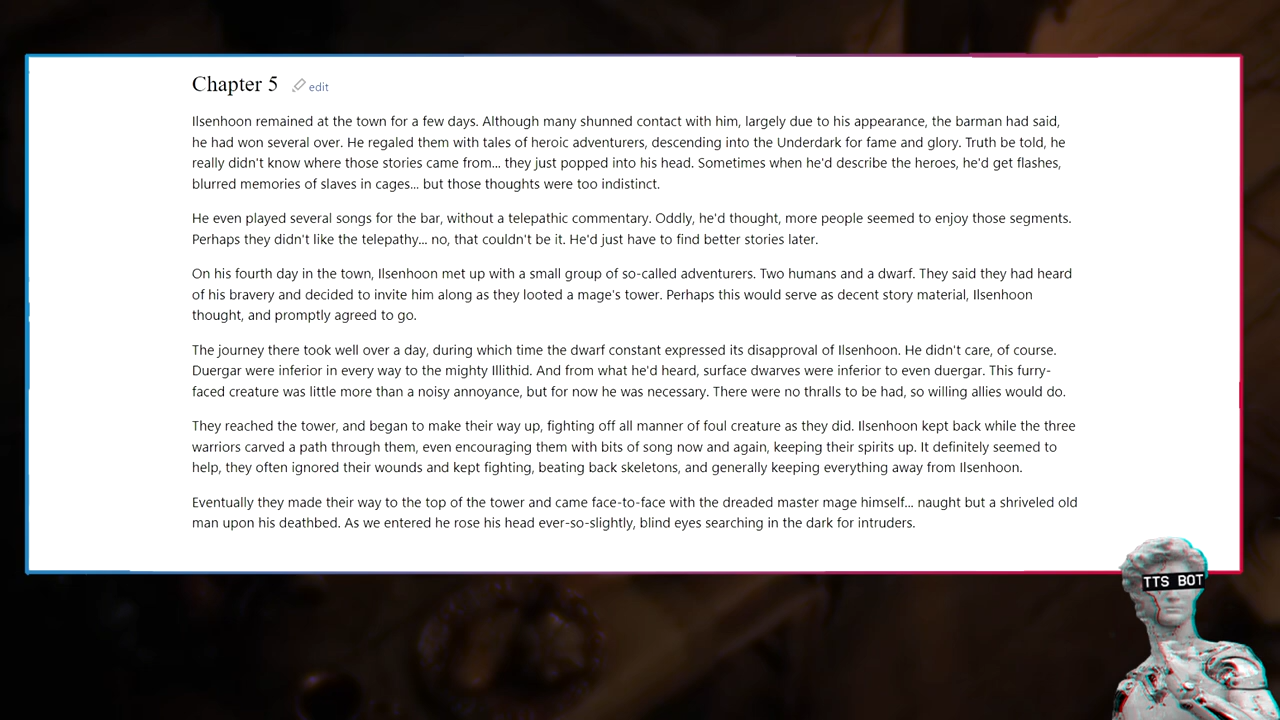 Chapter 5 edit
Ilsenhoon remained at the town for a few days. Although many shunned contact with him, largely due to his appearance, the barman had said,
he had won several over. He regaled them with tales of heroic adventurers, descending into the Underdark for fame and glory. Truth be told, he
really didn't know where those stories came from... they just popped into his head. Sometimes when he'd describe the heroes, he'd get flashes,
blurred memories of slaves in cages... but those thoughts were too indistinct.
He even played several songs for the bar, without a telepathic commentary. Oddly, he'd thought, more people seemed to enjoy those segments.
Perhaps they didn't like the telepathy... no, that couldn't be it. He'd just have to find better stories later.
On his fourth day in the town, Ilsenhoon met up with a small group of so-called adventurers. Two humans and a dwarf. They said they had heard
of his bravery and decided to invite him along as they looted a mage's tower. Perhaps this would serve as decent story material, Ilsenhoon
thought, and promptly agreed to go.
The journey there took well over a day, during which time the dwarf constant expressed its disapproval of Ilsenhoon. He didn't care, of course.
Duergar were inferior in every way to the mighty Illithid. And from what he'd heard, surface dwarves were inferior to even duergar. This furry-
faced creature was little more than a noisy annoyance, but for now he was necessary. There were no thralls to be had, so willing allies would do.
They reached the tower, and began to make their way up, fighting off all manner of foul creature as they did. Ilsenhoon kept back while the three
warriors carved a path through them, even encouraging them with bits of song now and again, keeping their spirits up. It definitely seemed to
help, they often ignored their wounds and kept fighting, beating back skeletons, and generally keeping everything away from Ilsenhoon.
Eventually they made their way to the top of the tower and came face-to-face with the dreaded master mage himself... naught but a shriveled old
man upon his deathbed. As we entered he rose his head ever-so-slightly, blind eyes searching in the dark for intruders.
TTS BOT